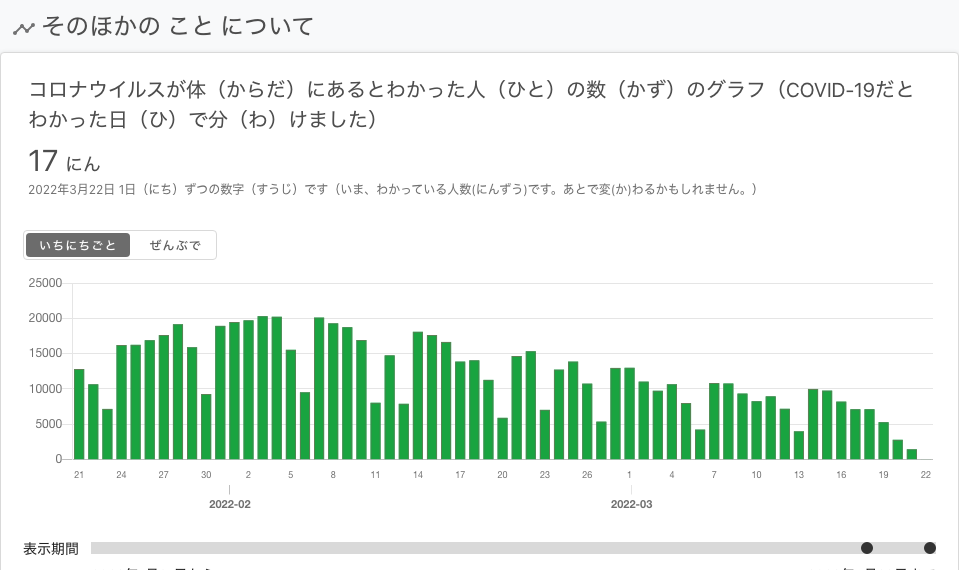 そのほかの こと について
コロナウイルスが体（からだ）にあるとわかった人（ひと）の数（かず）のグラフ（COVID-19だと
わかった日（ひ）で分（わ）けました）
17 にん
2022年3月22日 1日（にち）ずつの数字（すうじ）です（いま、わかっている人数(にんずう)です。あとで変(か)わるかもしれません。）
いちにちごと ぜんぶで
25000
20000
15000
10000
5000
0
21 24 27 30 2 5 8 11 14 17 20 23 26 1 4 7 10 13 16 19 22
2022-02 2022-03
表示期間